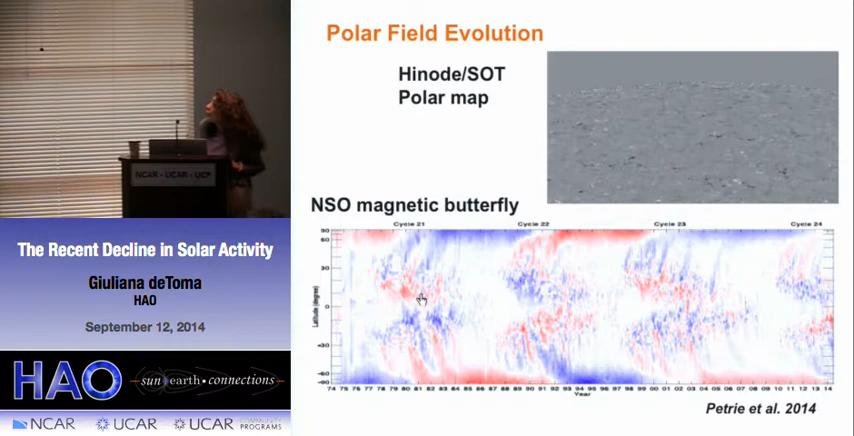 NCAR · UCAR · UCP
The Recent Decline in Solar Activity
Giuliana deToma
HAO
September 12, 2014
HAO
sun earth • connections
NCAR
UCAR
UCAR
COMMUNITY
PROGRAMS
Polar Field Evolution
Hinode/SOT
Polar map
NSO magnetic butterfly
Cycle 21 Cycle 22 Cycle 23 Cycle 24
Latitude (degree)
90
60
30
0
-30
-60
-90
74 75 76 77 78 79 80 81 82 83 84 85 86 87 88 89 90 91 92 93 94 95 96 97 98 99 00 01 02 03 04 05 06 07 08 09 10 11 12 13 14
Year
Petrie et al. 2014